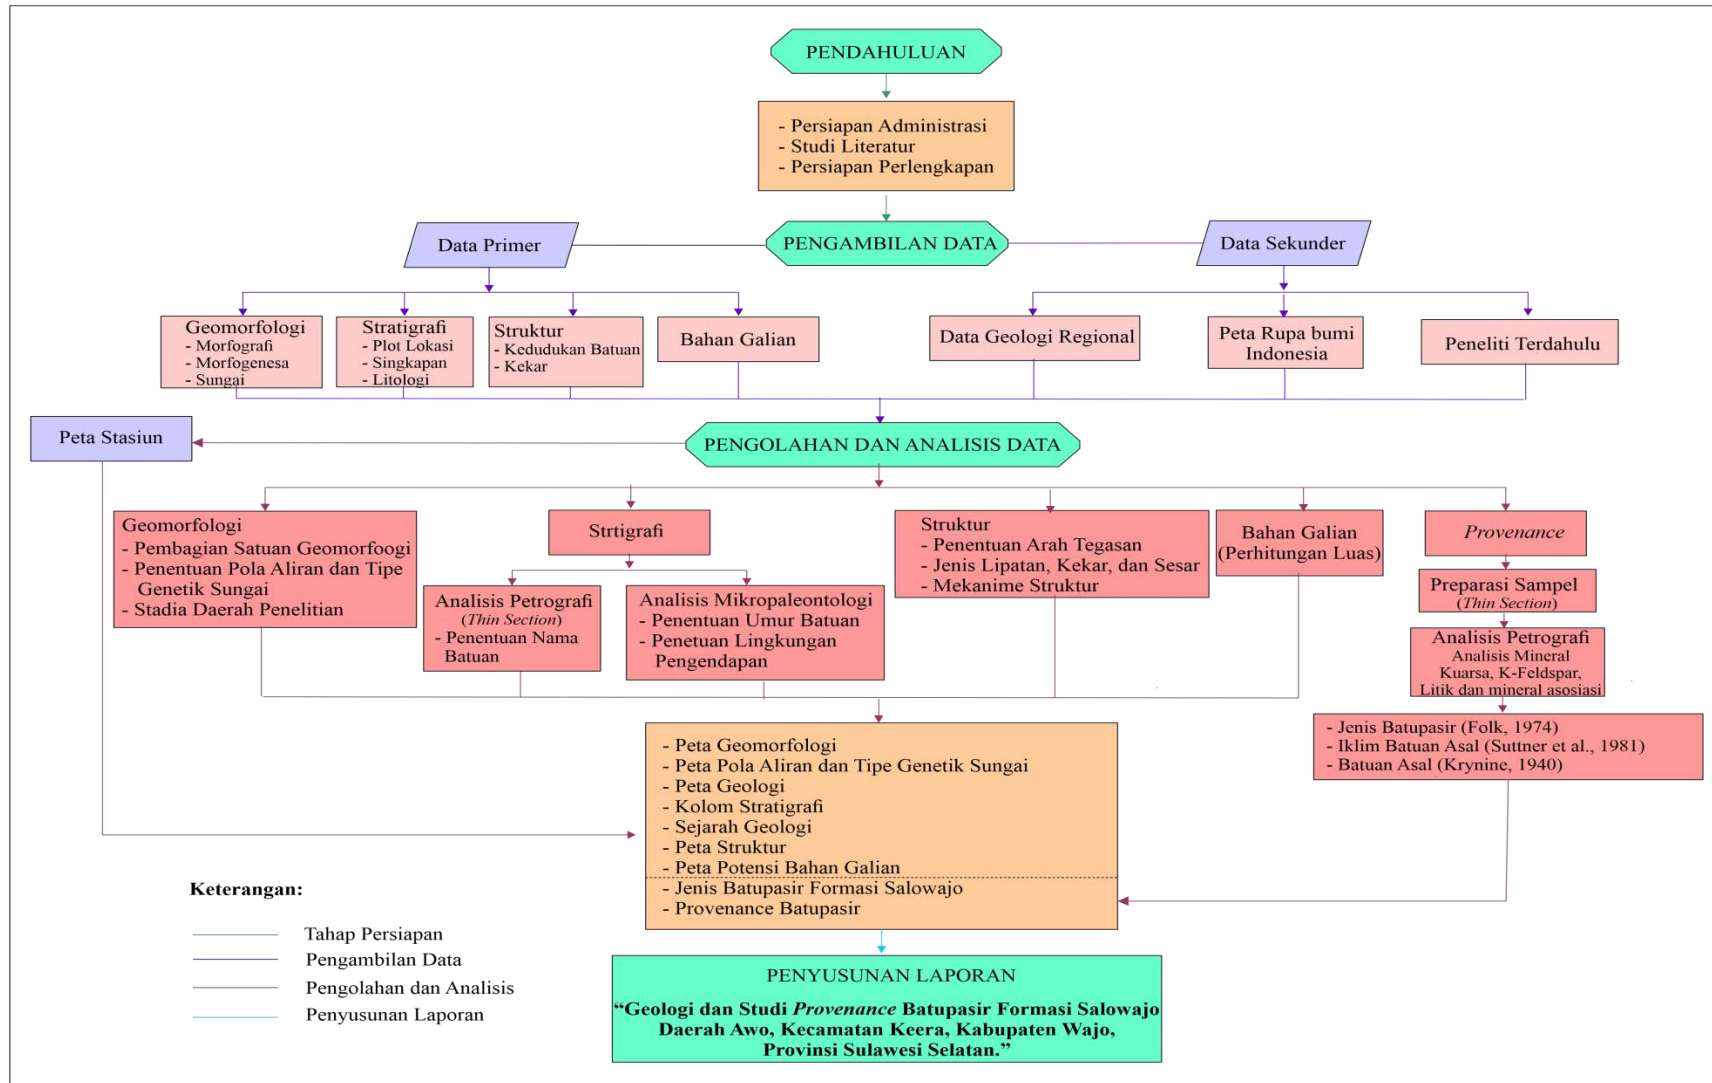 PENDAHULUAN
- Persiapan Administrasi
- Studi Literatur
- Persiapan Perlengkapan
Data Primer
PENGAMBILAN DATA
Data Sekunder
Geomorfologi
- Morfografi
- Morfogenesa
- Sungai
Stratigrafi
- Plot Lokasi
- Singkapan
- Litologi
Struktur
- Kedudukan Batuan
- Kekar
Bahan Galian
Data Geologi Regional
Peta Rupa bumi
Indonesia
Peneliti Terdahulu
Peta Stasiun
PENGOLAHAN DAN ANALISIS DATA
Geomorfologi
- Pembagian Satuan Geomorfoogi
- Penentuan Pola Aliran dan Tipe
Genetik Sungai
- Stadia Daerah Penelitian
Strtigrafi
Analisis Petrografi
(Thin Section)
- Penentuan Nama
Batuan
Analisis Mikropaleontologi
- Penentuan Umur Batuan
- Penetuan Lingkungan
Pengendapan
Struktur
- Penentuan Arah Tegasan
- Jenis Lipatan, Kekar, dan Sesar
- Mekanime Struktur
Bahan Galian
(Perhitungan Luas)
Provenance
Preparasi Sampel
(Thin Section)
Analisis Petrografi
Analisis Mineral
Kuarsa, K-Feldspar,
Litik dan mineral asosiasi
- Jenis Batupasir (Folk, 1974)
- Iklim Batuan Asal (Suttner et al., 1981)
- Batuan Asal (Krynine, 1940)
- Peta Geomorfologi
- Peta Pola Aliran dan Tipe Genetik Sungai
- Peta Geologi
- Kolom Stratigrafi
- Sejarah Geologi
- Peta Struktur
- Peta Potensi Bahan Galian
- Jenis Batupasir Formasi Salowajo
- Provenance Batupasir
Keterangan:
Tahap Persiapan
Pengambilan Data
Pengolahan dan Analisis
Penyusunan Laporan
PENYUSUNAN LAPORAN
“Geologi dan Studi Provenance Batupasir Formasi Salowajo
Daerah Awo, Kecamatan Keera, Kabupaten Wajo,
Provinsi Sulawesi Selatan.”